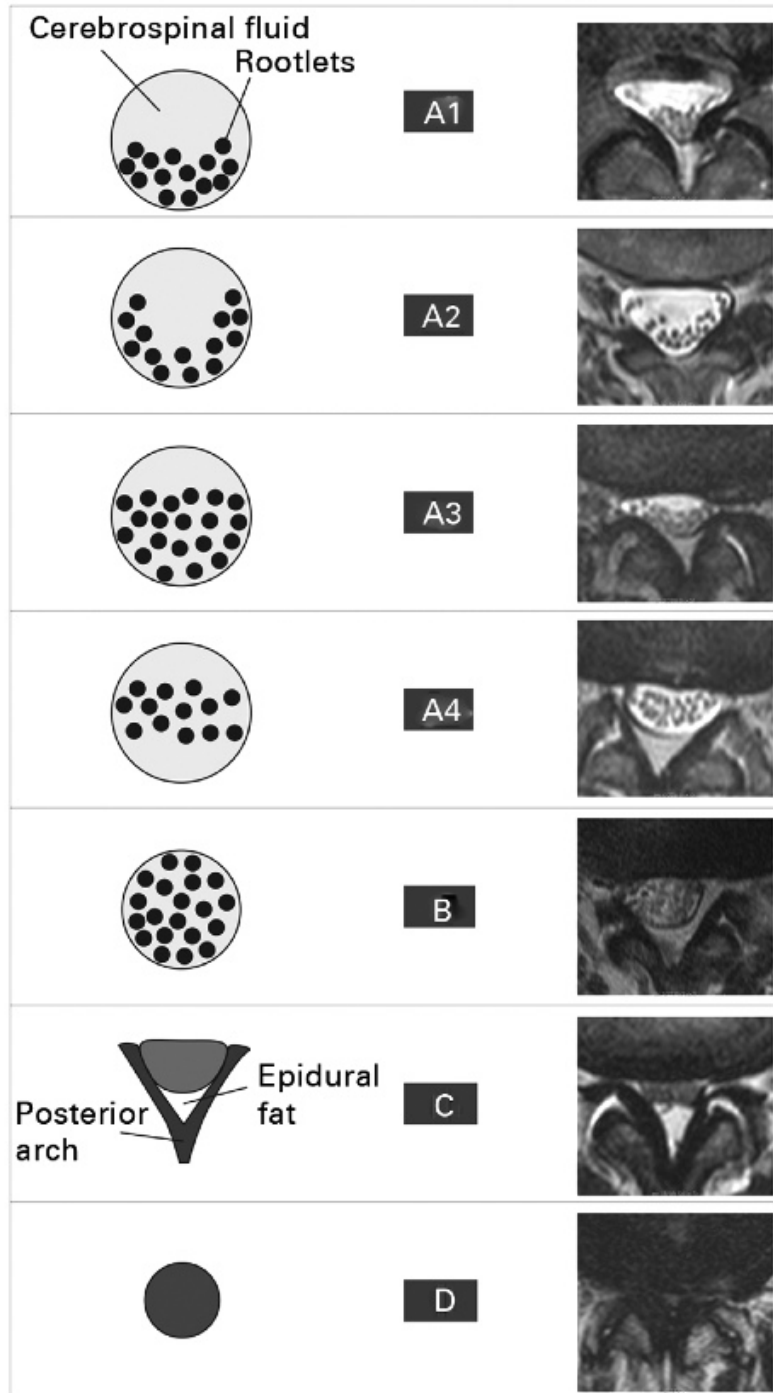 Cerebrospinal fluid
Rootlets
A1
A2
A3
A4
B
Epidural
fat
Posterior
arch
C
D